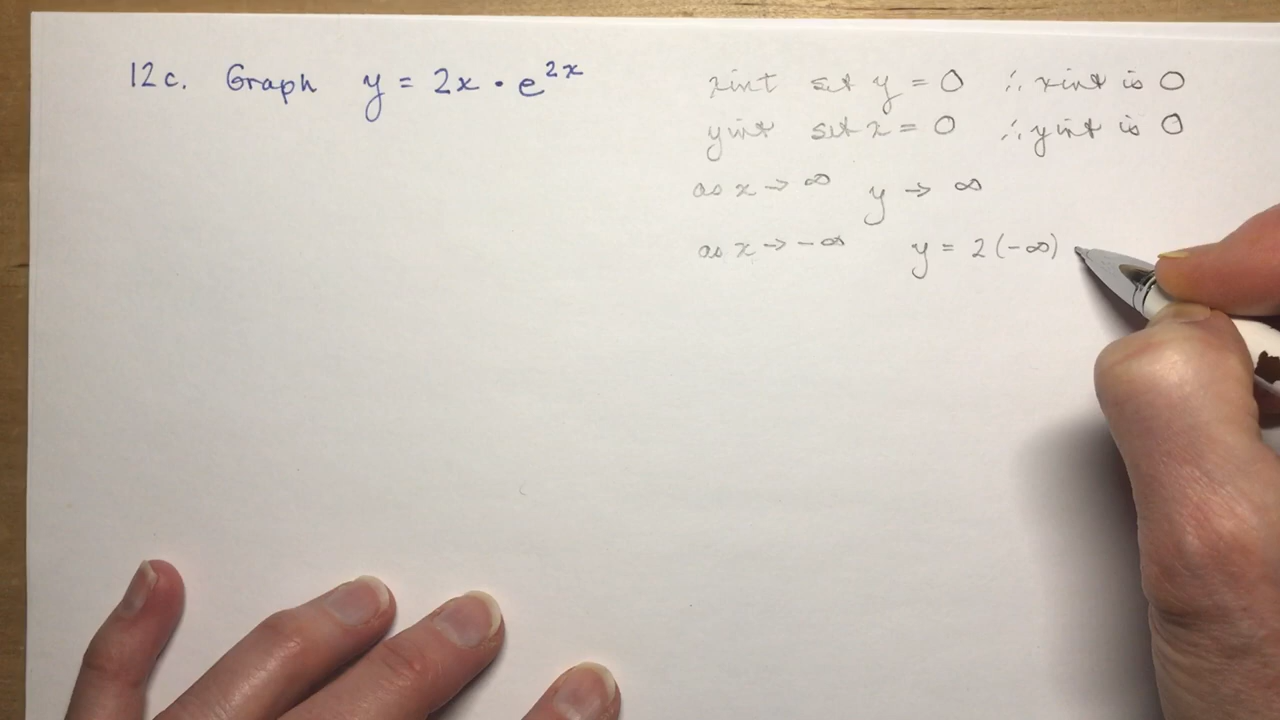 12c. Graph y = 2x · e^{2x}
xint set y = 0 ∴ xint is 0
yint set x = 0 ∴ yint is 0
as x → ∞ y → ∞
as x → -∞ y = 2(-∞)